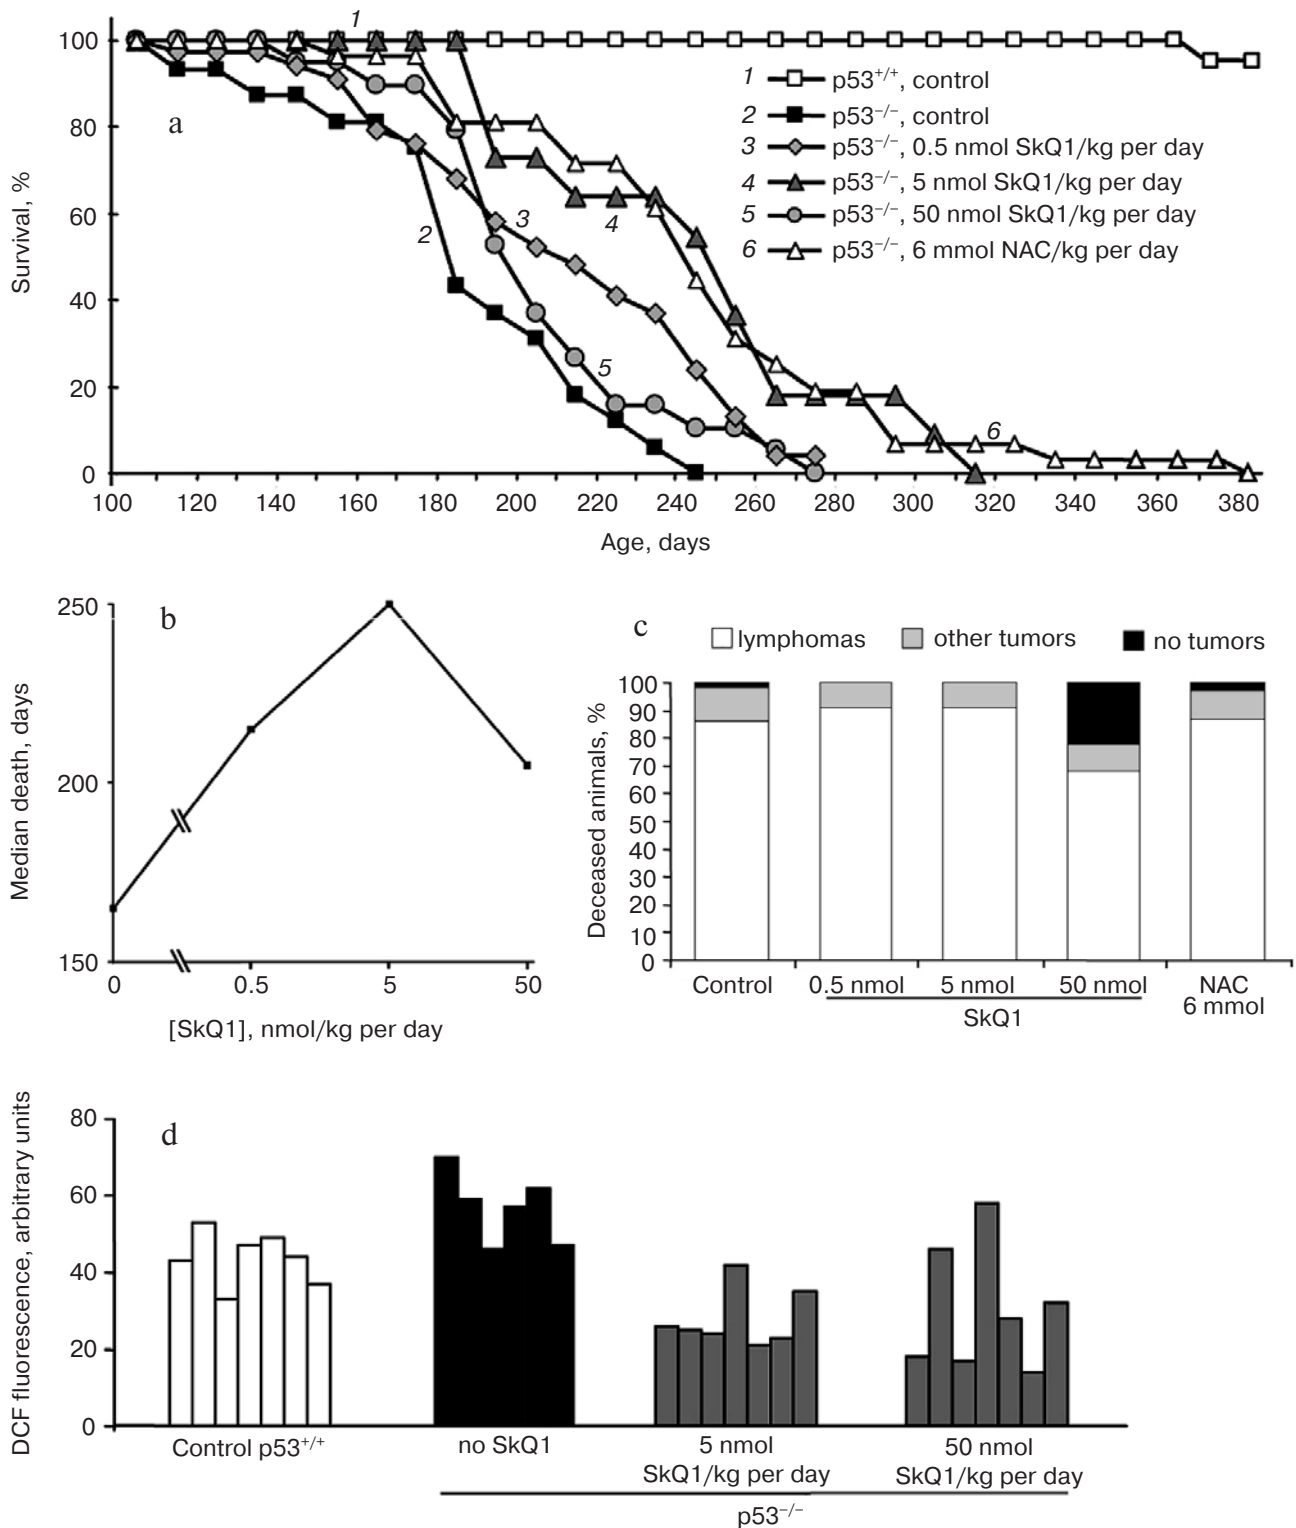 a
Survival, %
100
80
60
40
20
0
1
2
3
4
5
6
1 p53+/+, control
2 p53−/−, control
3 p53−/−, 0.5 nmol SkQ1/kg per day
4 p53−/−, 5 nmol SkQ1/kg per day
5 p53−/−, 50 nmol SkQ1/kg per day
6 p53−/−, 6 mmol NAC/kg per day
100 120 140 160 180 200 220 240 260 280 300 320 340 360 380
Age, days
b
Median death, days
250
200
150
0 0.5 5 50
[SkQ1], nmol/kg per day
c
lymphomas other tumors no tumors
Deceased animals, %
100
90
80
70
60
50
40
30
20
10
0
Control 0.5 nmol 5 nmol 50 nmol NAC
6 mmol
SkQ1
d
DCF fluorescence, arbitrary units
80
60
40
20
0
Control p53+/+ no SkQ1 5 nmol 50 nmol
SkQ1/kg per day SkQ1/kg per day
p53−/−